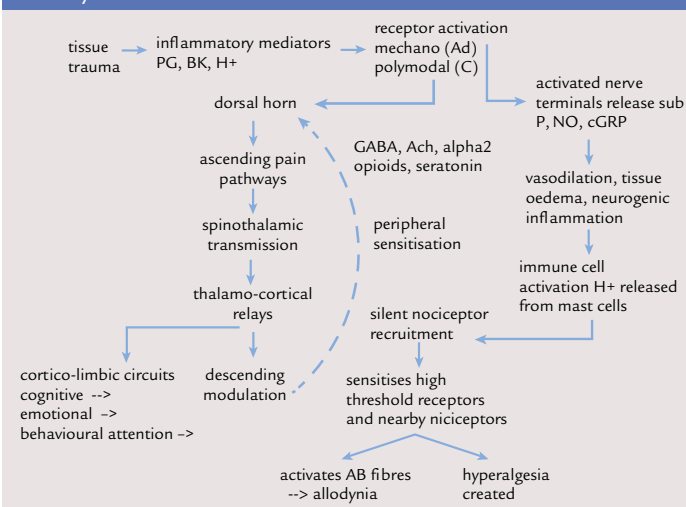 tissue
trauma
inflammatory mediators
PG, BK, H+
receptor activation
mechano (Ad)
polymodal (C)
activated nerve
terminals release sub
P, NO, cGRP
dorsal horn
GABA, Ach, alpha2
opioids, seratonin
ascending pain
pathways
vasodilation, tissue
oedema, neurogenic
inflammation
spinothalamic
transmission
peripheral
sensitisation
immune cell
activation H+ released
from mast cells
thalamo-cortical
relays
silent nociceptor
recruitment
cortico-limbic circuits
cognitive -->
emotional ->
behavioural attention ->
descending
modulation
sensitises high
threshold receptors
and nearby niciceptors
activates AB fibres
--> allodynia
hyperalgesia
created